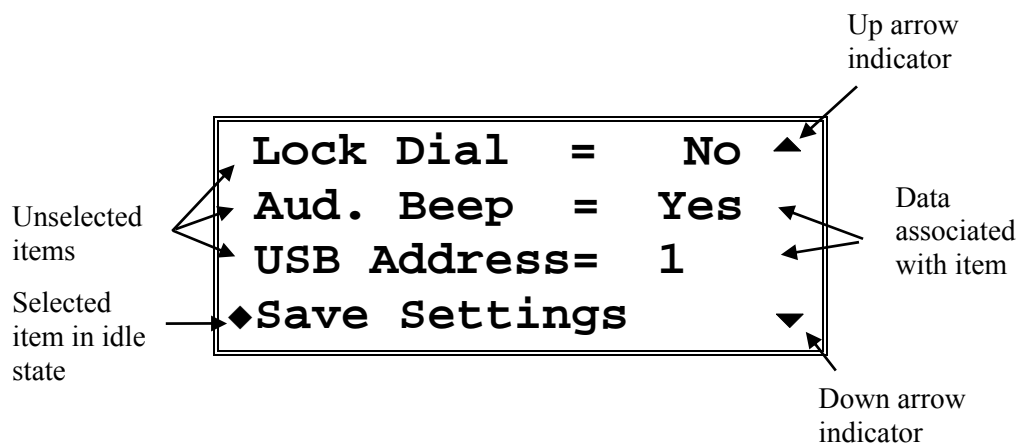 Up arrow
indicator
Lock Dial = No ▲
Aud. Beep = Yes
USB Address= 1
◆Save Settings ▼
Unselected
items
Selected
item in idle
state
Data
associated
with item
Down arrow
indicator